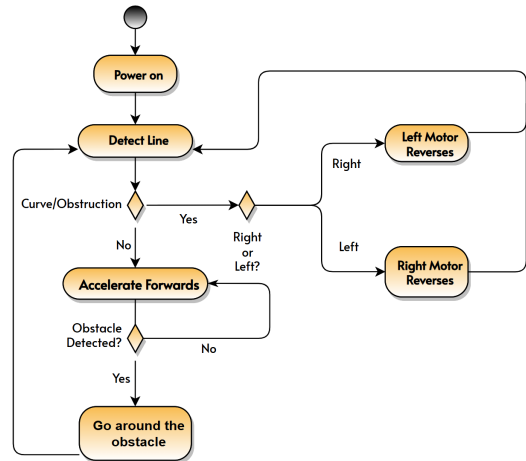 Power on
Detect Line
Curve/Obstruction
Yes
Right
or
Left?
Right
Left Motor
Reverses
Left
Right Motor
Reverses
No
Accelerate Forwards
Obstacle
Detected?
No
Yes
Go around the
obstacle